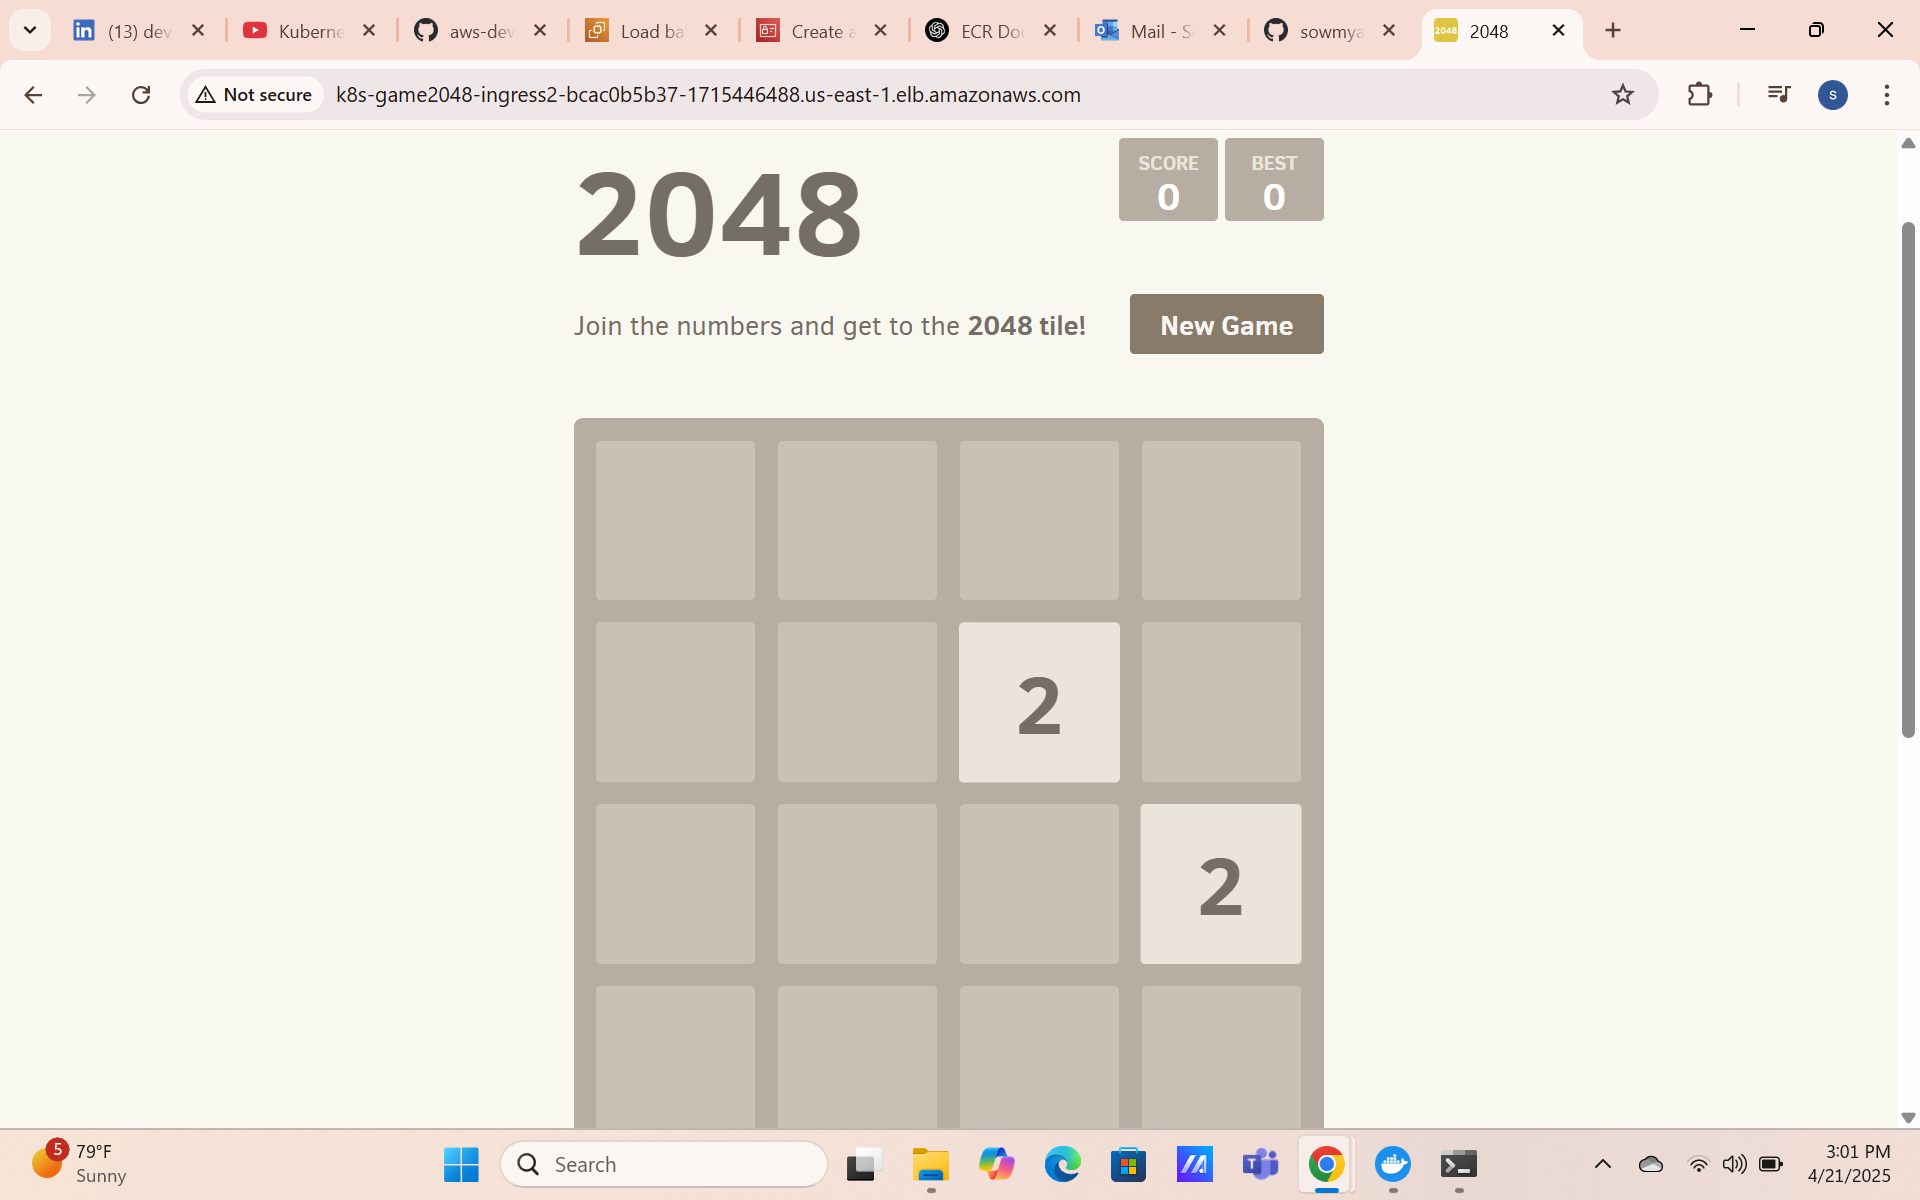 (13) dev
Kuberne
aws-dev
Load ba
Create a
ECR Do
Mail - S
sowmya
2048
2048
Not secure
k8s-game2048-ingress2-bcac0b5b37-1715446488.us-east-1.elb.amazonaws.com
S
2048
SCORE
0
BEST
0
Join the numbers and get to the 2048 tile!
New Game
2
2
5
79°F
Sunny
Search
3:01 PM
4/21/2025